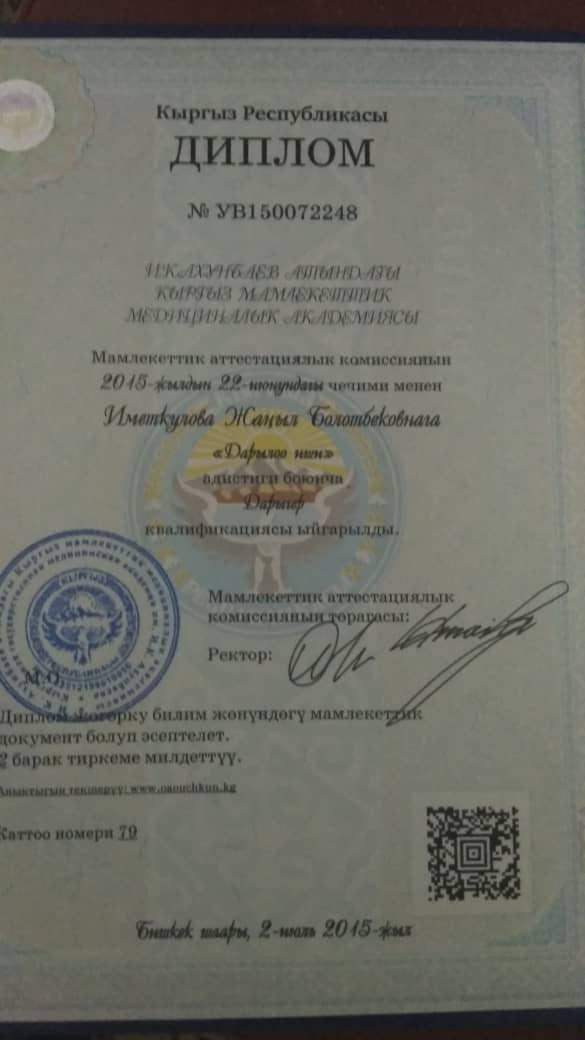 Кыргыз Республикасы
ДИПЛОМ
№ УВ150072248
И.К.АХУНБАЕВ АТЫНДАГЫ
КЫРГЫЗ МАМЛЕКЕТТИК
МЕДИЦИНАЛЫК АКАДЕМИЯСЫ
Мамлекеттик аттестациялык комиссиянын
2015-жылдын 22-июнундагы чечими менен
Иметкулова Жаңыл Болотбековнага
«Дарылоо иши»
адистиги боюнча
Дарыгер
квалификациясы ыйгарылды.
Мамлекеттик аттестациялык
комиссиянын төрагасы:
Ректор:
М.О.
Диплом жогорку билим жөнүндөгү мамлекеттик
документ болуп эсептелет.
2 барак тиркеме милдеттүү.
Аныктыгын текшерүү:
Каттоо номери 79
Бишкек шаары, 2-июль 2015-жыл